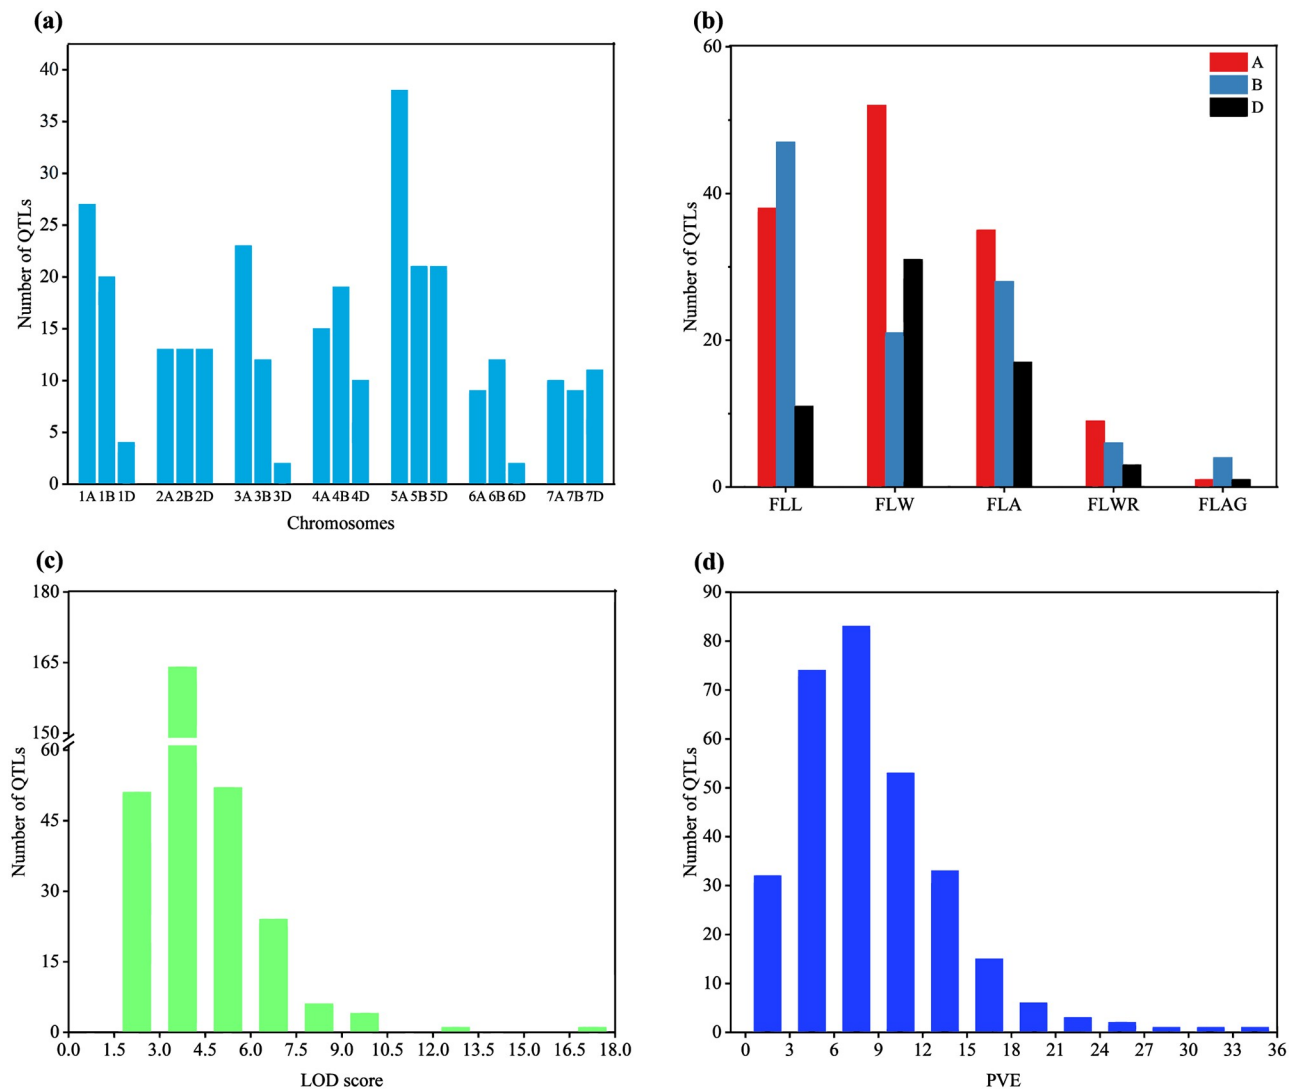 (a)
40
35
30
25
20
15
10
5
0
Number of QTLs
1A 1B 1D 2A 2B 2D 3A 3B 3D 4A 4B 4D 5A 5B 5D 6A 6B 6D 7A 7B 7D
Chromosomes
(b)
60
40
20
0
Number of QTLs
A
B
D
FLL FLW FLA FLWR FLAG
(c)
180
165
150
60
45
30
15
0
Number of QTLs
0.0 1.5 3.0 4.5 6.0 7.5 9.0 10.5 12.0 13.5 15.0 16.5 18.0
LOD score
(d)
90
80
70
60
50
40
30
20
10
0
Number of QTLs
0 3 6 9 12 15 18 21 24 27 30 33 36
PVE